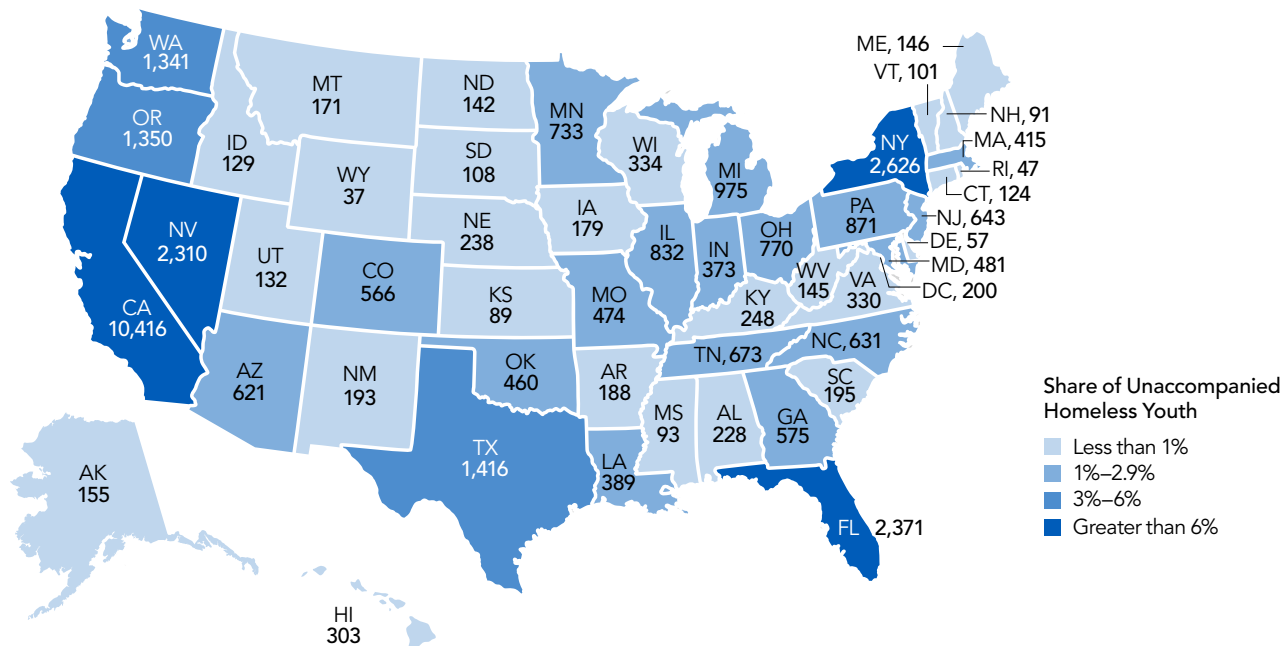 WA
1,341
OR
1,350
CA
10,416
NV
2,310
ID
129
MT
171
WY
37
UT
132
CO
566
AZ
621
NM
193
ND
142
SD
108
NE
238
KS
89
OK
460
TX
1,416
MN
733
IA
179
MO
474
AR
188
LA
389
WI
334
IL
832
MI
975
IN
373
OH
770
KY
248
TN, 673
MS
93
AL
228
GA
575
FL 2,371
SC
195
NC, 631
VA
330
WV
145
PA
871
NY
2,626
ME, 146
VT, 101
NH, 91
MA, 415
RI, 47
CT, 124
NJ, 643
DE, 57
MD, 481
DC, 200
AK
155
HI
303
Share of Unaccompanied
Homeless Youth
Less than 1%
1%–2.9%
3%–6%
Greater than 6%